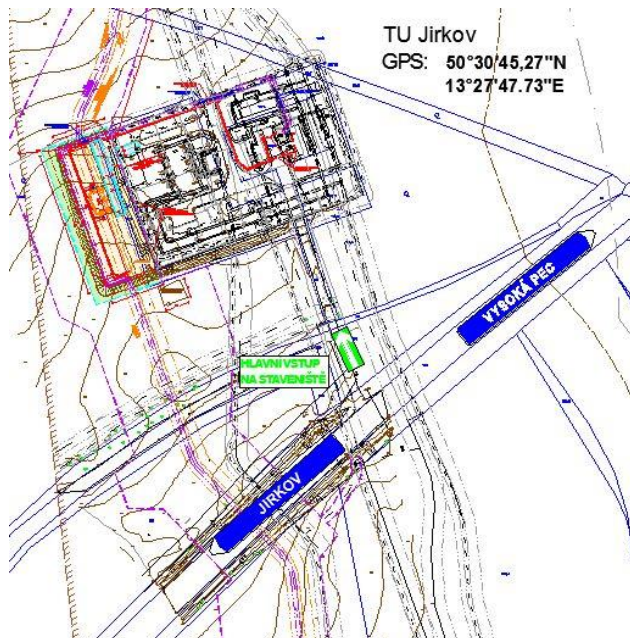 TU Jirkov
GPS: 50°30'45,27"N
13°27'47.73"E
VYSOKÁ PEC
HLAVNÍ VSTUP
NA STAVENIŠTĚ
JIRKOV